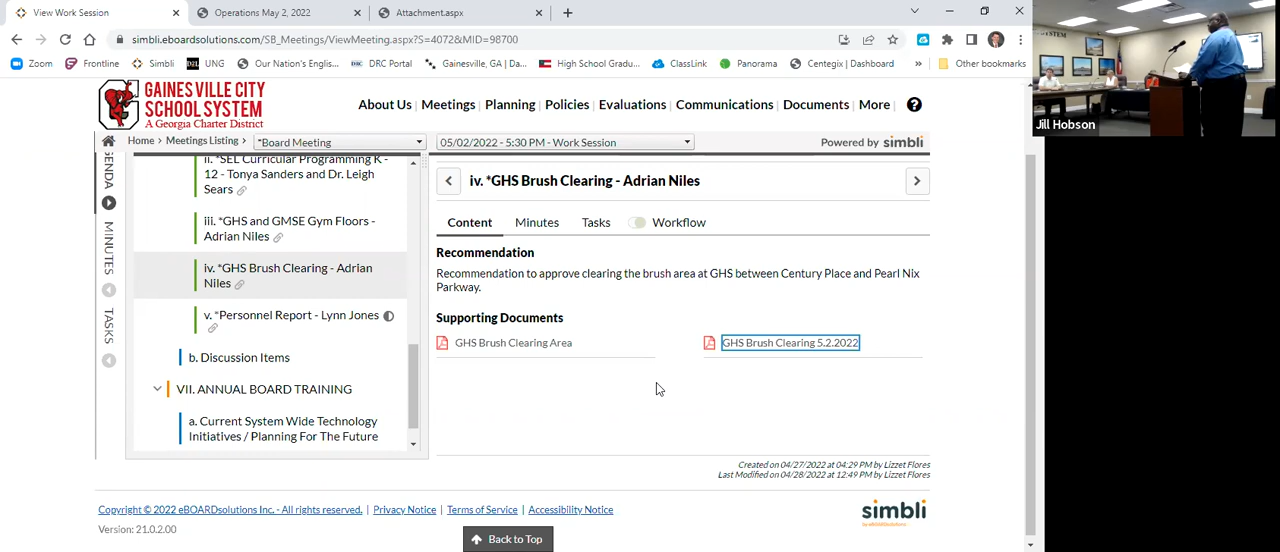 View Work Session
Operations May 2, 2022
Attachment.aspx
simbli.eboardsolutions.com/SB_Meetings/ViewMeeting.aspx?S=4072&MID=98700
Zoom
Frontline
Simbli
UNG
Our Nation's Englis...
DRC Portal
Gainesville, GA | Da...
High School Gradu...
ClassLink
Panorama
Centegix | Dashboard
Other bookmarks
GAINESVILLE CITY
SCHOOL SYSTEM
A Georgia Charter District
About Us Meetings Planning Policies Evaluations Communications Documents More
Jill Hobson
Home > Meetings Listing > *Board Meeting
05/02/2022 - 5:30 PM - Work Session
Powered by simbli
ENDA
MINUTES
TASKS
ii. *SEL Curricular Programming K -
12 - Tonya Sanders and Dr. Leigh
Sears
iii. *GHS and GMSE Gym Floors -
Adrian Niles
iv. *GHS Brush Clearing - Adrian
Niles
v. *Personnel Report - Lynn Jones
b. Discussion Items
VII. ANNUAL BOARD TRAINING
a. Current System Wide Technology
Initiatives / Planning For The Future
iv. *GHS Brush Clearing - Adrian Niles
Content Minutes Tasks Workflow
Recommendation
Recommendation to approve clearing the brush area at GHS between Century Place and Pearl Nix
Parkway.
Supporting Documents
GHS Brush Clearing Area
GHS Brush Clearing 5.2.2022
Created on 04/27/2022 at 04:29 PM by Lizzet Flores
Last Modified on 04/28/2022 at 12:49 PM by Lizzet Flores
Copyright © 2022 eBOARDsolutions Inc. - All rights reserved. | Privacy Notice | Terms of Service | Accessibility Notice
Version: 21.0.2.00
simbli
Back to Top